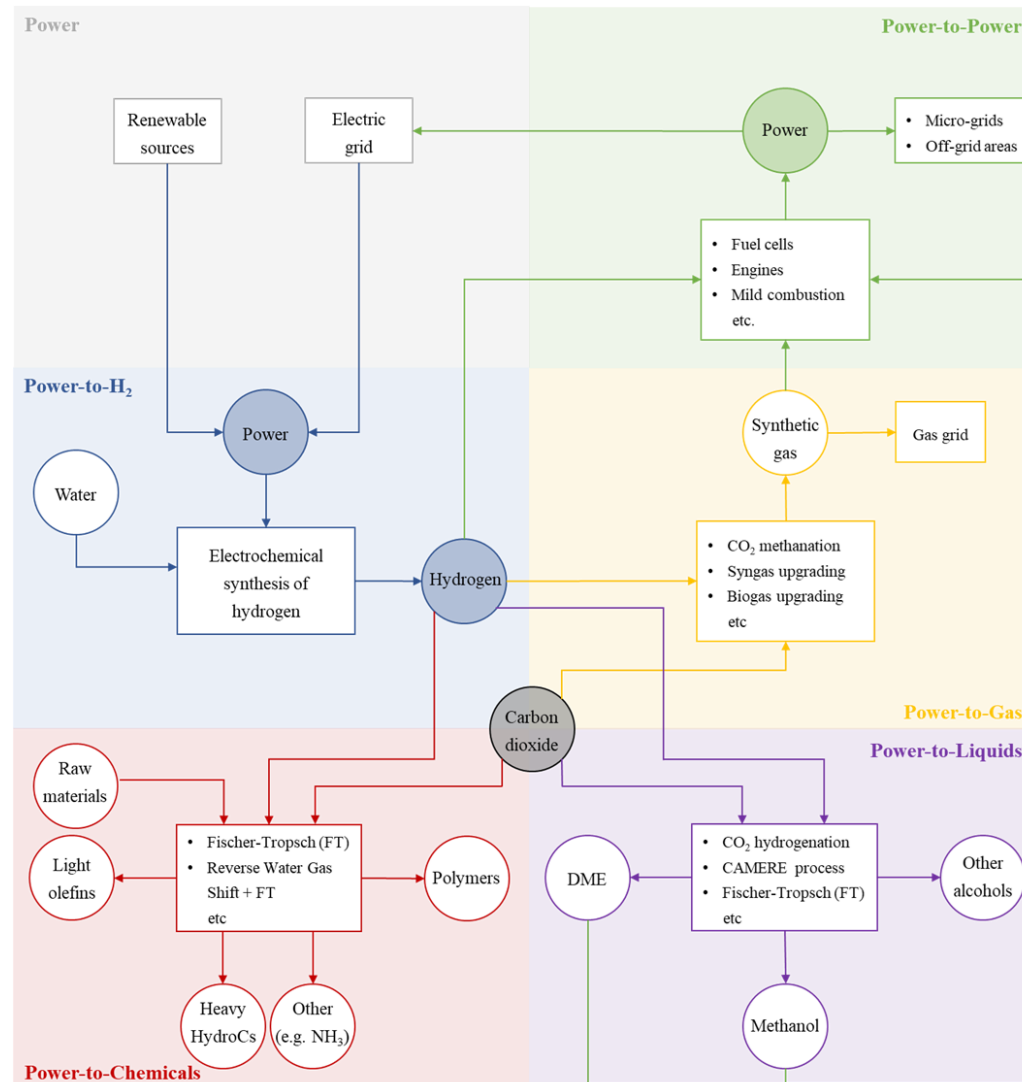 Power
Power-to-Power
Renewable
sources
Electric
grid
Power
• Micro-grids
• Off-grid areas
• Fuel cells
• Engines
• Mild combustion
etc.
Power-to-H₂
Power
Water
Electrochemical
synthesis of
hydrogen
Hydrogen
Synthetic
gas
Gas grid
• CO₂ methanation
• Syngas upgrading
• Biogas upgrading
etc
Power-to-Gas
Carbon
dioxide
Power-to-Liquids
Raw
materials
Light
olefins
• Fischer-Tropsch (FT)
• Reverse Water Gas
Shift + FT
etc
Polymers
Heavy
HydroCs
Other
(e.g. NH₃)
Power-to-Chemicals
DME
• CO₂ hydrogenation
• CAMERE process
• Fischer-Tropsch (FT)
etc
Other
alcohols
Methanol